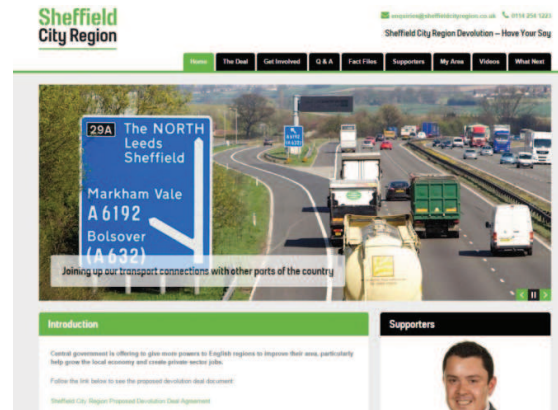 Sheffield
City Region
enquiries@sheffieldcityregion.co.uk 0114 254 1223
Sheffield City Region Devolution – Have Your Say
Home The Deal Get Involved Q & A Fact Files Supporters My Area Videos What Next
29A The NORTH
Leeds
Sheffield
Markham Vale
A 6192
Bolsover
(A 632)
Joining up our transport connections with other parts of the country
Introduction
Supporters
Central government is offering to give more powers to English regions to improve their area, particularly
help grow the local economy and create private sector jobs.
Follow the link below to see the proposed devolution deal document:
Sheffield City Region Proposed Devolution Deal Agreement